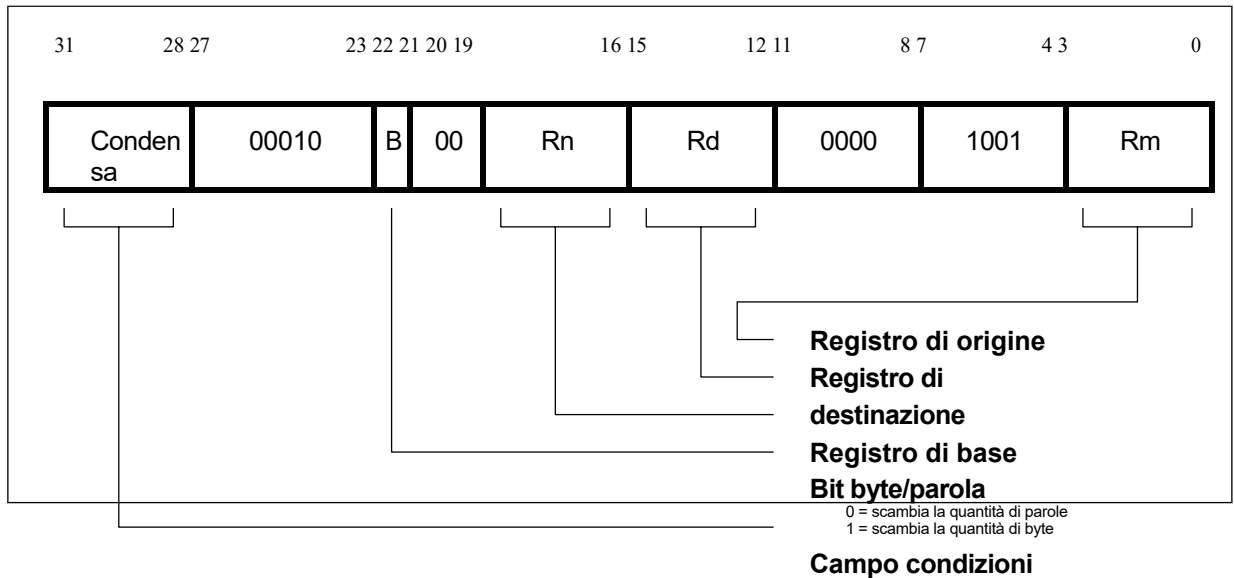 31 28 27 23 22 21 20 19 16 15 12 11 8 7 4 3 0
Conden 00010 B 00 Rn Rd 0000 1001 Rm
sa
Registro di origine
Registro di
destinazione
Registro di base
Bit byte/parola
0 = scambia la quantità di parole
1 = scambia la quantità di byte
Campo condizioni